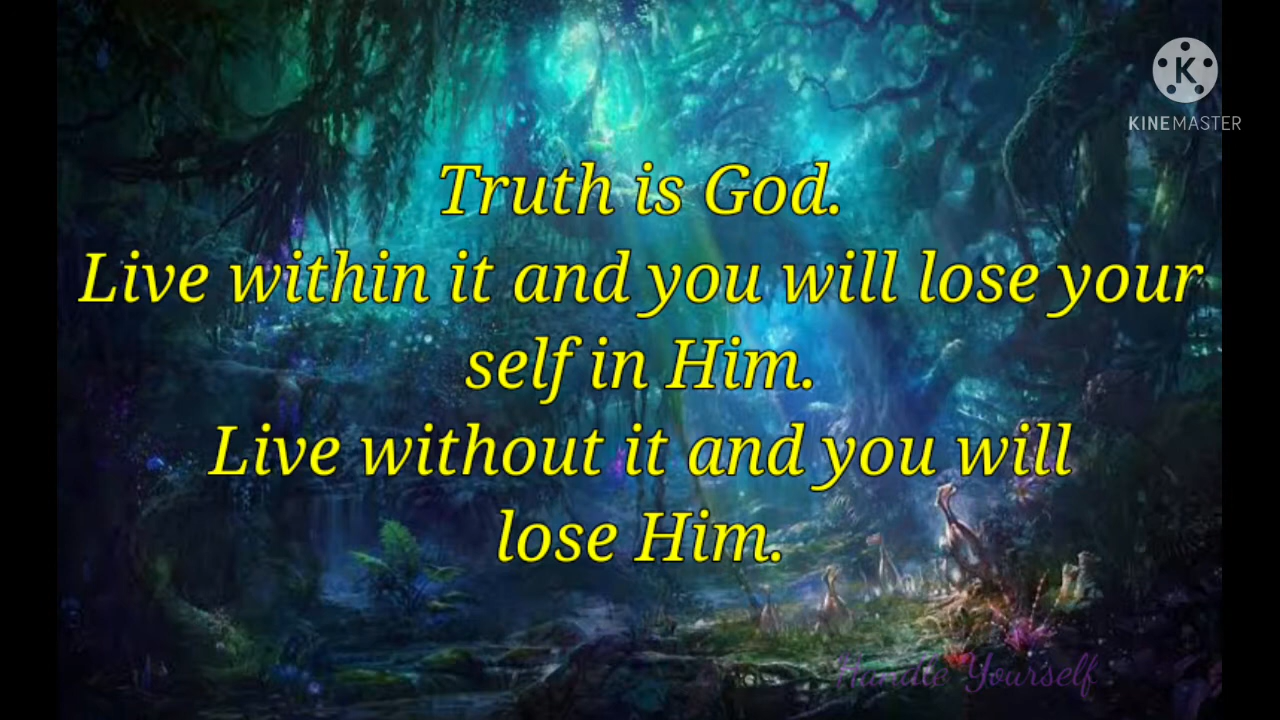 K
KINEMASTER
Truth is God.
Live within it and you will lose your
self in Him.
Live without it and you will
lose Him.
Handle Yourself